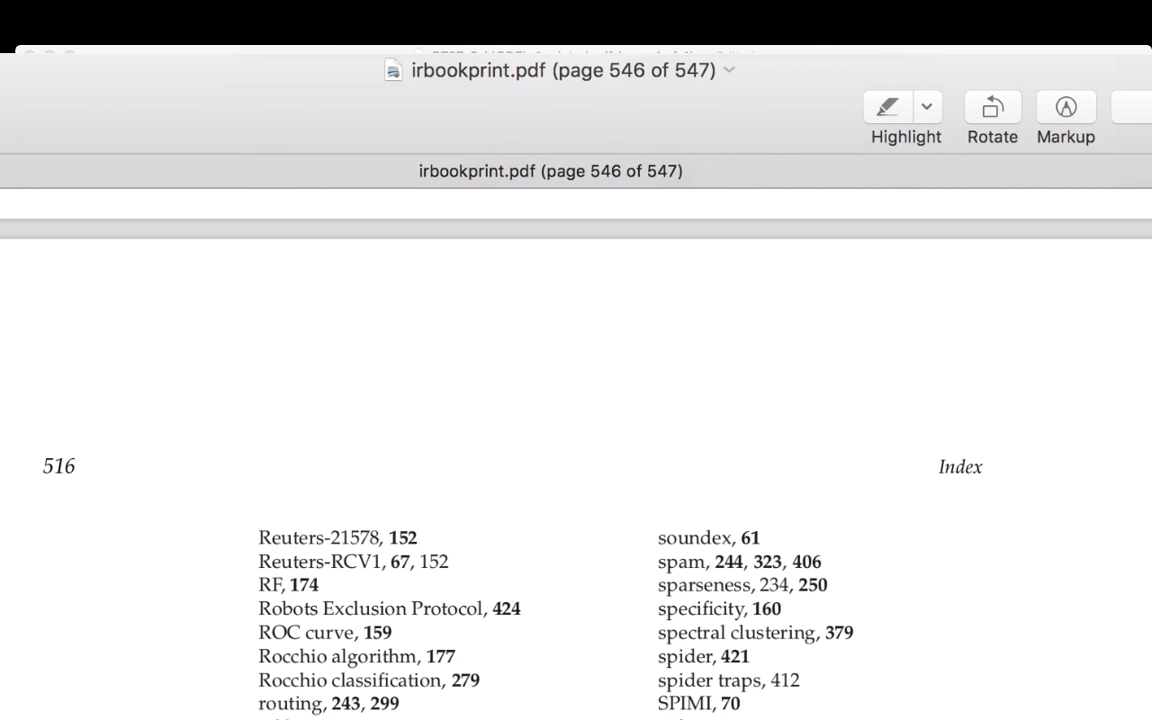 irbookprint.pdf (page 546 of 547)
Highlight Rotate Markup
irbookprint.pdf (page 546 of 547)
516 Index
Reuters-21578, 152
Reuters-RCV1, 67, 152
RF, 174
Robots Exclusion Protocol, 424
ROC curve, 159
Rocchio algorithm, 177
Rocchio classification, 279
routing, 243, 299
soundex, 61
spam, 244, 323, 406
sparseness, 234, 250
specificity, 160
spectral clustering, 379
spider, 421
spider traps, 412
SPIMI, 70